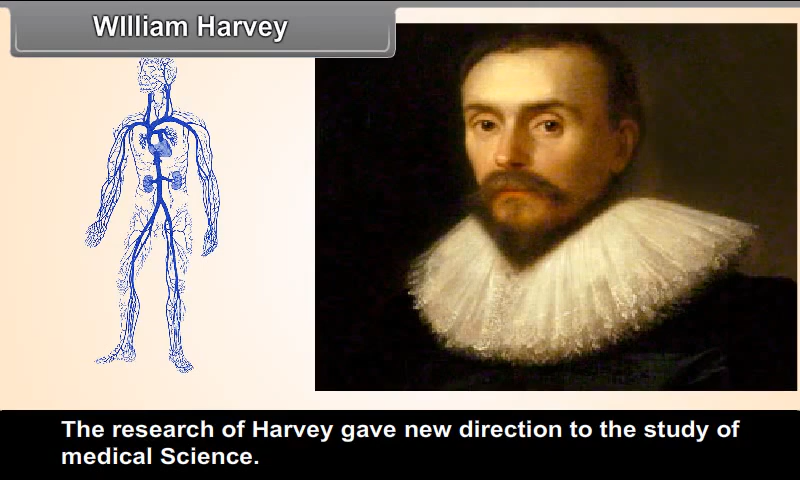 WIlliam Harvey
The research of Harvey gave new direction to the study of
medical Science.